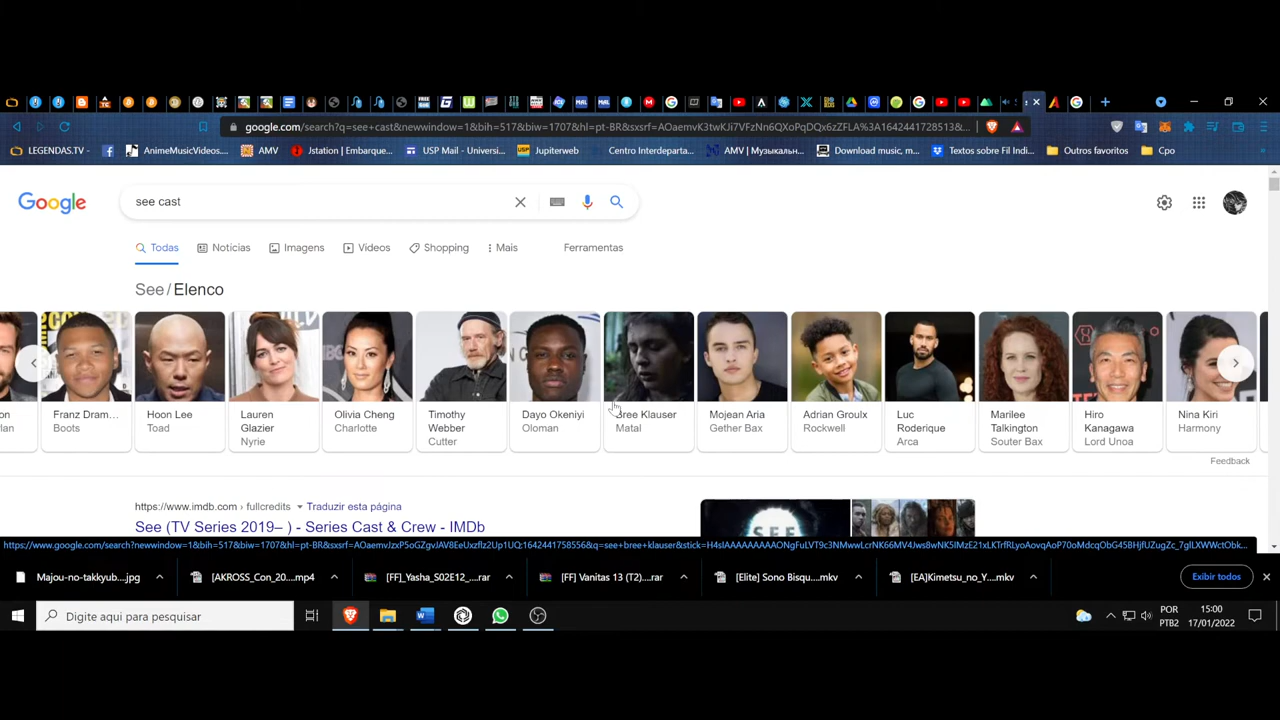 google.com/search?q=see+cast&newwindow=1&bih=517&biw=1707&hl=pt-BR&sxsrf=AOaemvK3twKJi7VFzNn6QXoPqDQx6zZFLA%3A1642441728513&...
LEGENDAS.TV -
AnimeMusicVideos....
AMV
Jstation | Embarque...
USP Mail - Universi...
Jupiterweb
Centro Interdeparta...
AMV | Музыкальн...
Download music, m...
Textos sobre Fil Indi...
Outros favoritos
Cpo
Google
see cast
Todas
Notícias
Imagens
Vídeos
Shopping
Mais
Ferramentas
See / Elenco
Franz Dram...
Boots
Hoon Lee
Toad
Lauren
Glazier
Nyrie
Olivia Cheng
Charlotte
Timothy
Webber
Cutter
Dayo Okeniyi
Oloman
Bree Klauser
Matal
Mojean Aria
Gether Bax
Adrian Groulx
Rockwell
Luc
Roderique
Arca
Marilee
Talkington
Souter Bax
Hiro
Kanagawa
Lord Unoa
Nina Kiri
Harmony
Feedback
https://www.imdb.com › fullcredits
Traduzir esta página
See (TV Series 2019– ) - Series Cast & Crew - IMDb
SEE
Majou-no-takkyub....jpg
[AKROSS_Con_20....mp4
[FF]_Yasha_S02E12_....rar
[FF] Vanitas 13 (T2)....rar
[Elite] Sono Bisqu....mkv
[EA]Kimetsu_no_Y....mkv
Exibir todos
Digite aqui para pesquisar
POR
PTB2
15:00
17/01/2022